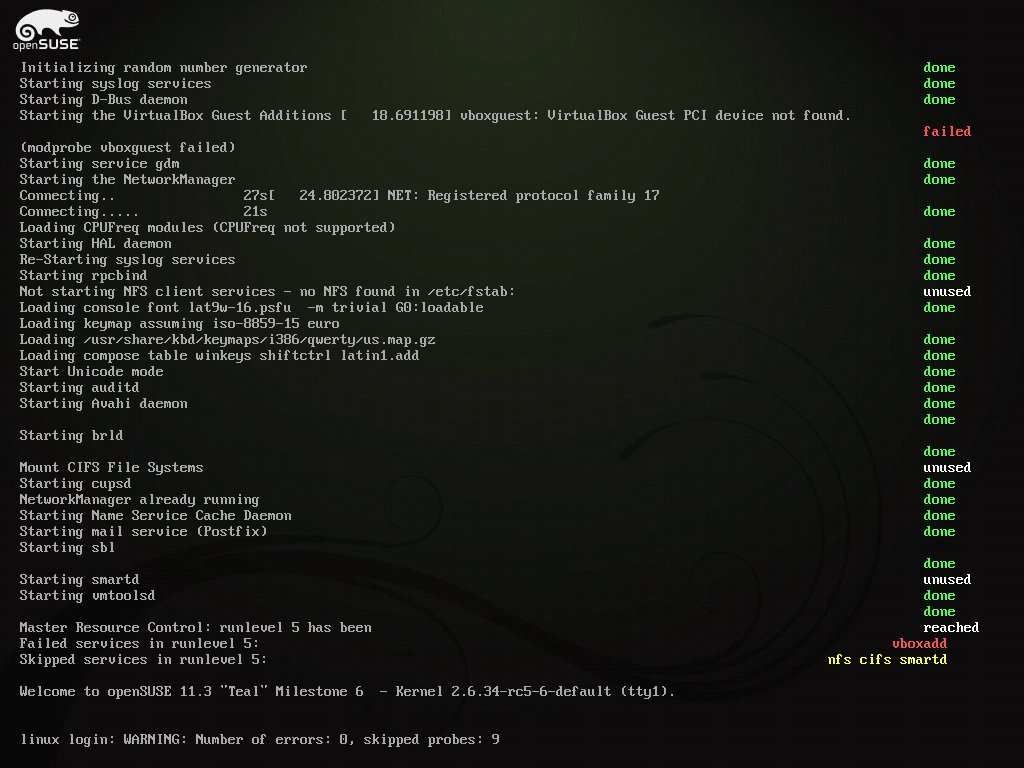 openSUSE
Initializing random number generator done
Starting syslog services done
Starting D-Bus daemon done
Starting the VirtualBox Guest Additions [   18.691198] vboxguest: VirtualBox Guest PCI device not found.
failed
(modprobe vboxguest failed)
Starting service gdm done
Starting the NetworkManager done
Connecting.. 27s[   24.802372] NET: Registered protocol family 17
Connecting..... 21s done
Loading CPUFreq modules (CPUFreq not supported)
Starting HAL daemon done
Re-Starting syslog services done
Starting rpcbind done
Not starting NFS client services - no NFS found in /etc/fstab: unused
Loading console font lat9w-16.psfu  -m trivial G0:loadable done
Loading keymap assuming iso-8859-15 euro
Loading /usr/share/kbd/keymaps/i386/qwerty/us.map.gz done
Loading compose table winkeys shiftctrl latin1.add done
Start Unicode mode done
Starting auditd done
Starting Avahi daemon done
done
Starting brld
done
Mount CIFS File Systems unused
Starting cupsd done
NetworkManager already running done
Starting Name Service Cache Daemon done
Starting mail service (Postfix) done
Starting sbl
done
Starting smartd unused
Starting vmtoolsd done
done
Master Resource Control: runlevel 5 has been reached
Failed services in runlevel 5: vboxadd
Skipped services in runlevel 5: nfs cifs smartd
Welcome to openSUSE 11.3 "Teal" Milestone 6  - Kernel 2.6.34-rc5-6-default (tty1).
linux login: WARNING: Number of errors: 0, skipped probes: 9